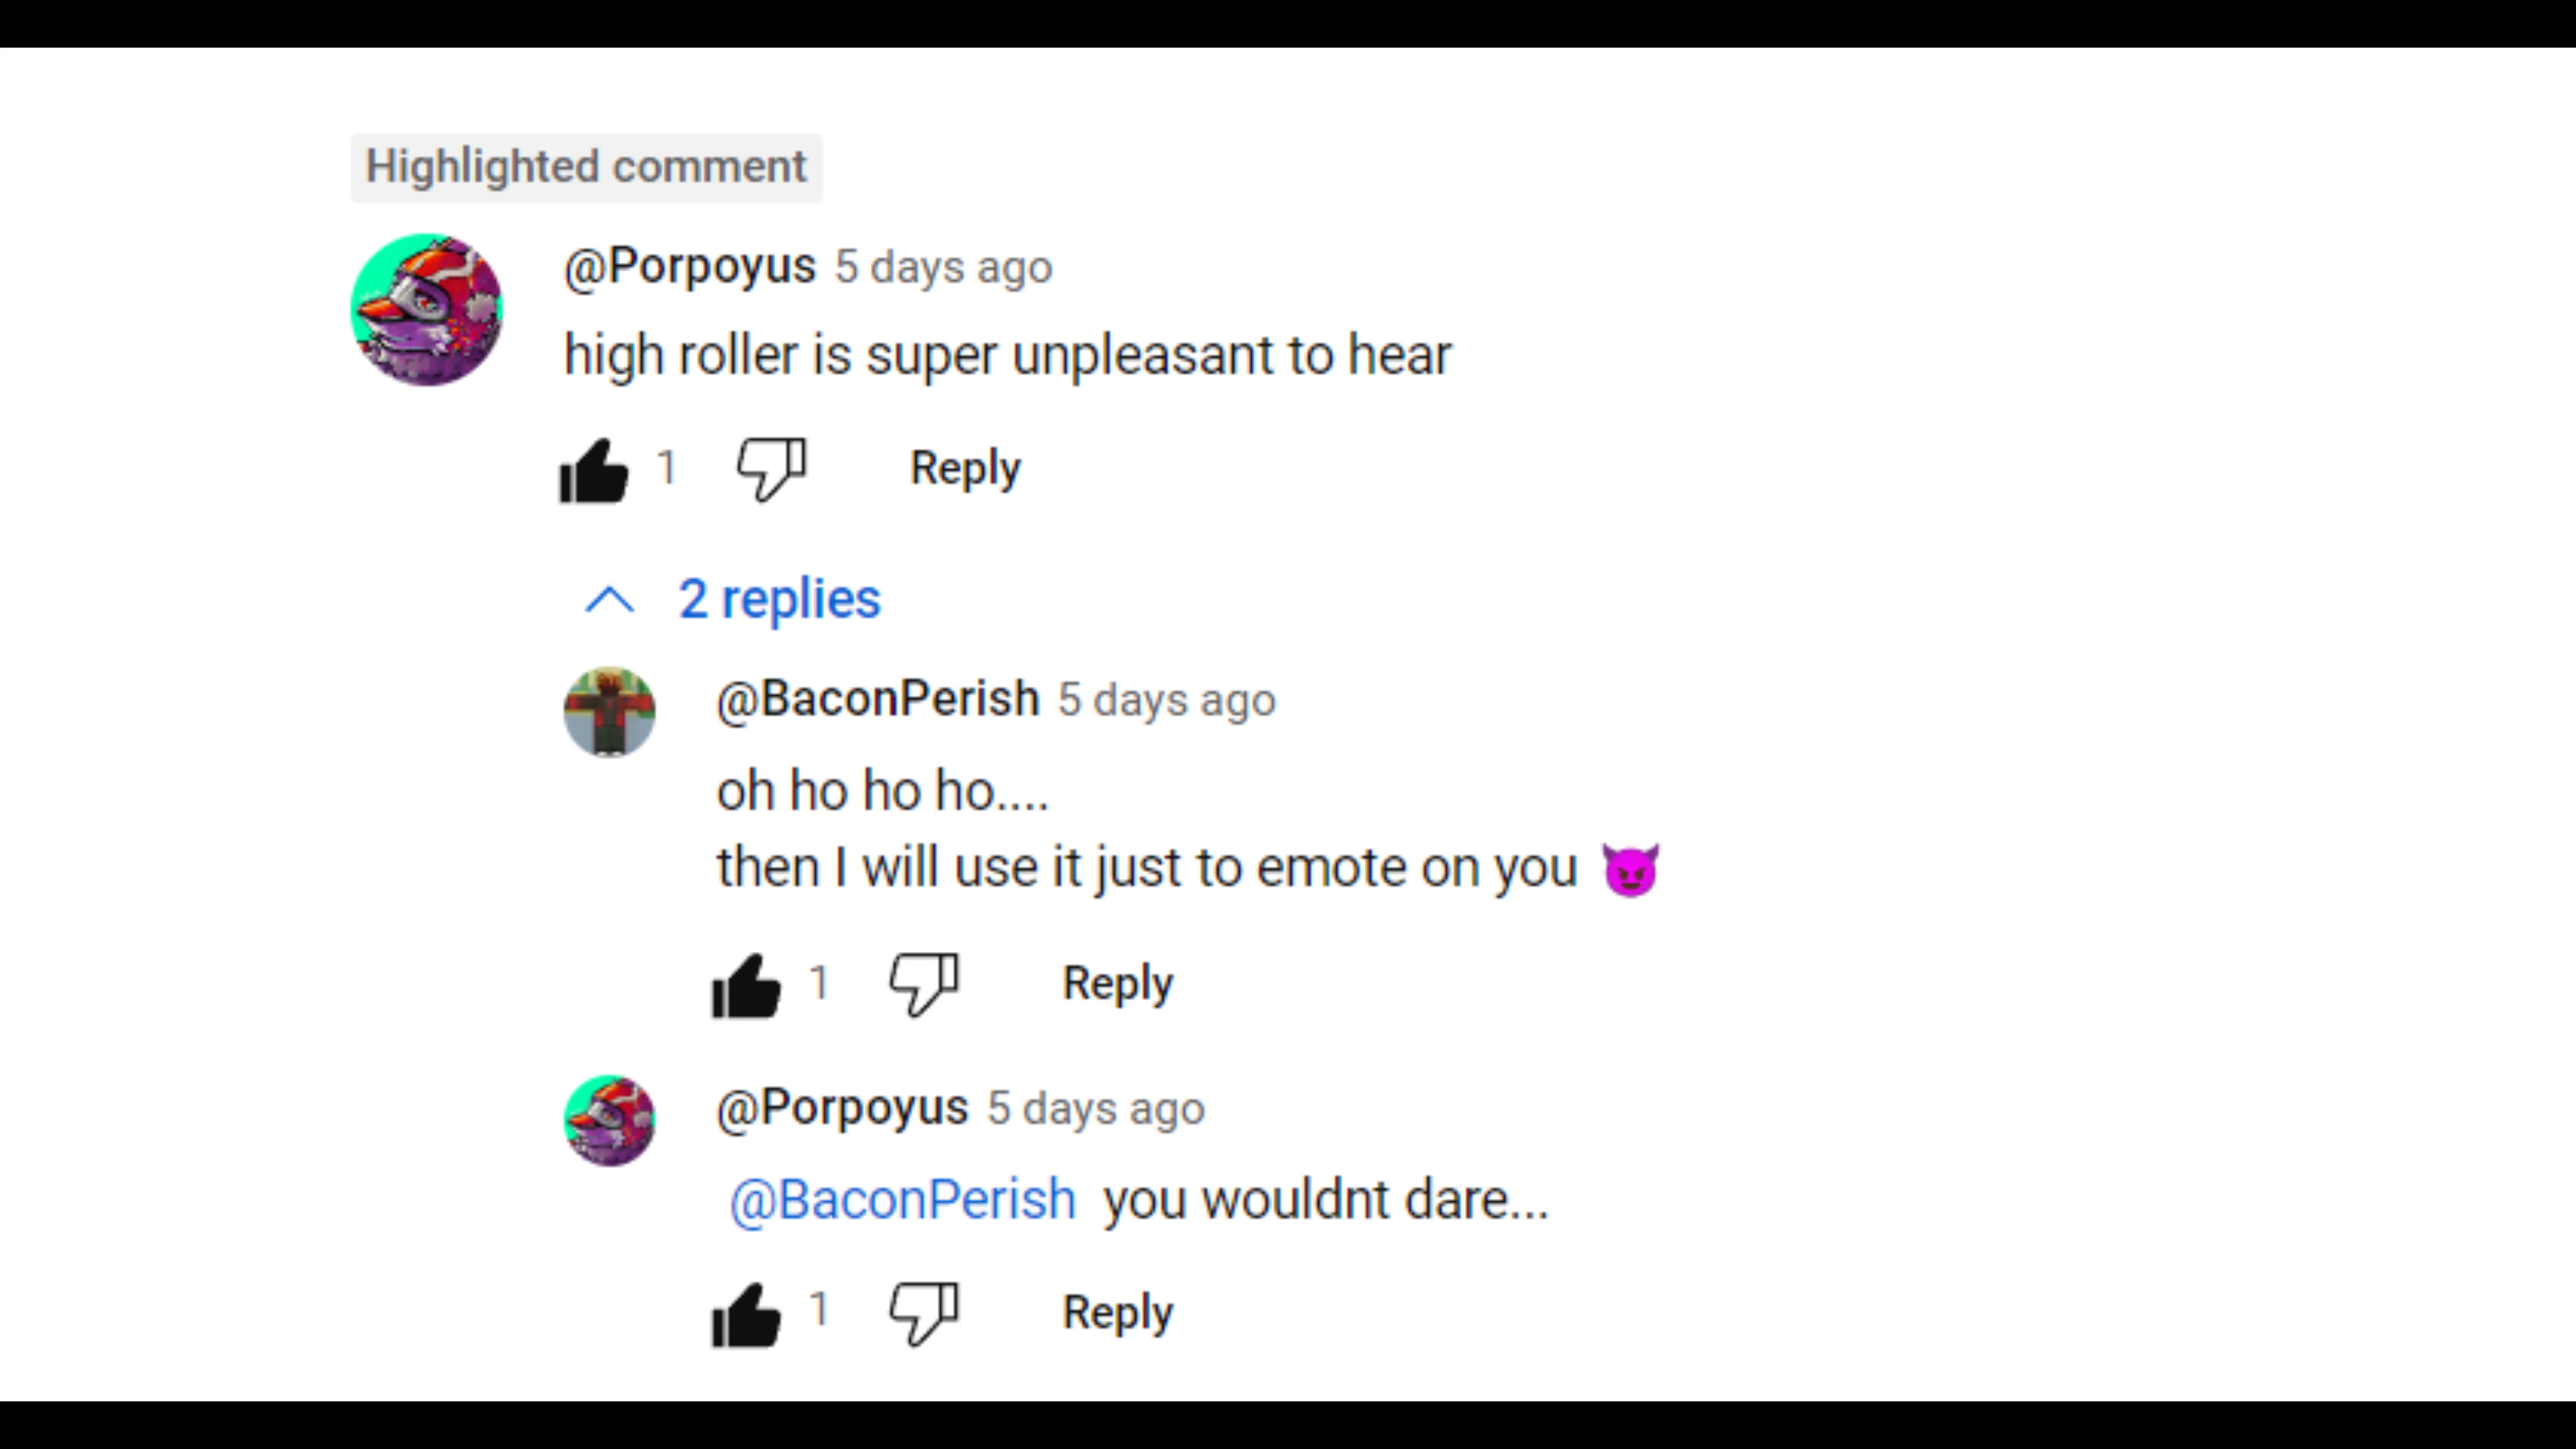 Highlighted comment
@Porpoyus 5 days ago
high roller is super unpleasant to hear
1 Reply
2 replies
@BaconPerish 5 days ago
oh ho ho ho....
then I will use it just to emote on you 😈
1 Reply
@Porpoyus 5 days ago
@BaconPerish you wouldnt dare...
1 Reply